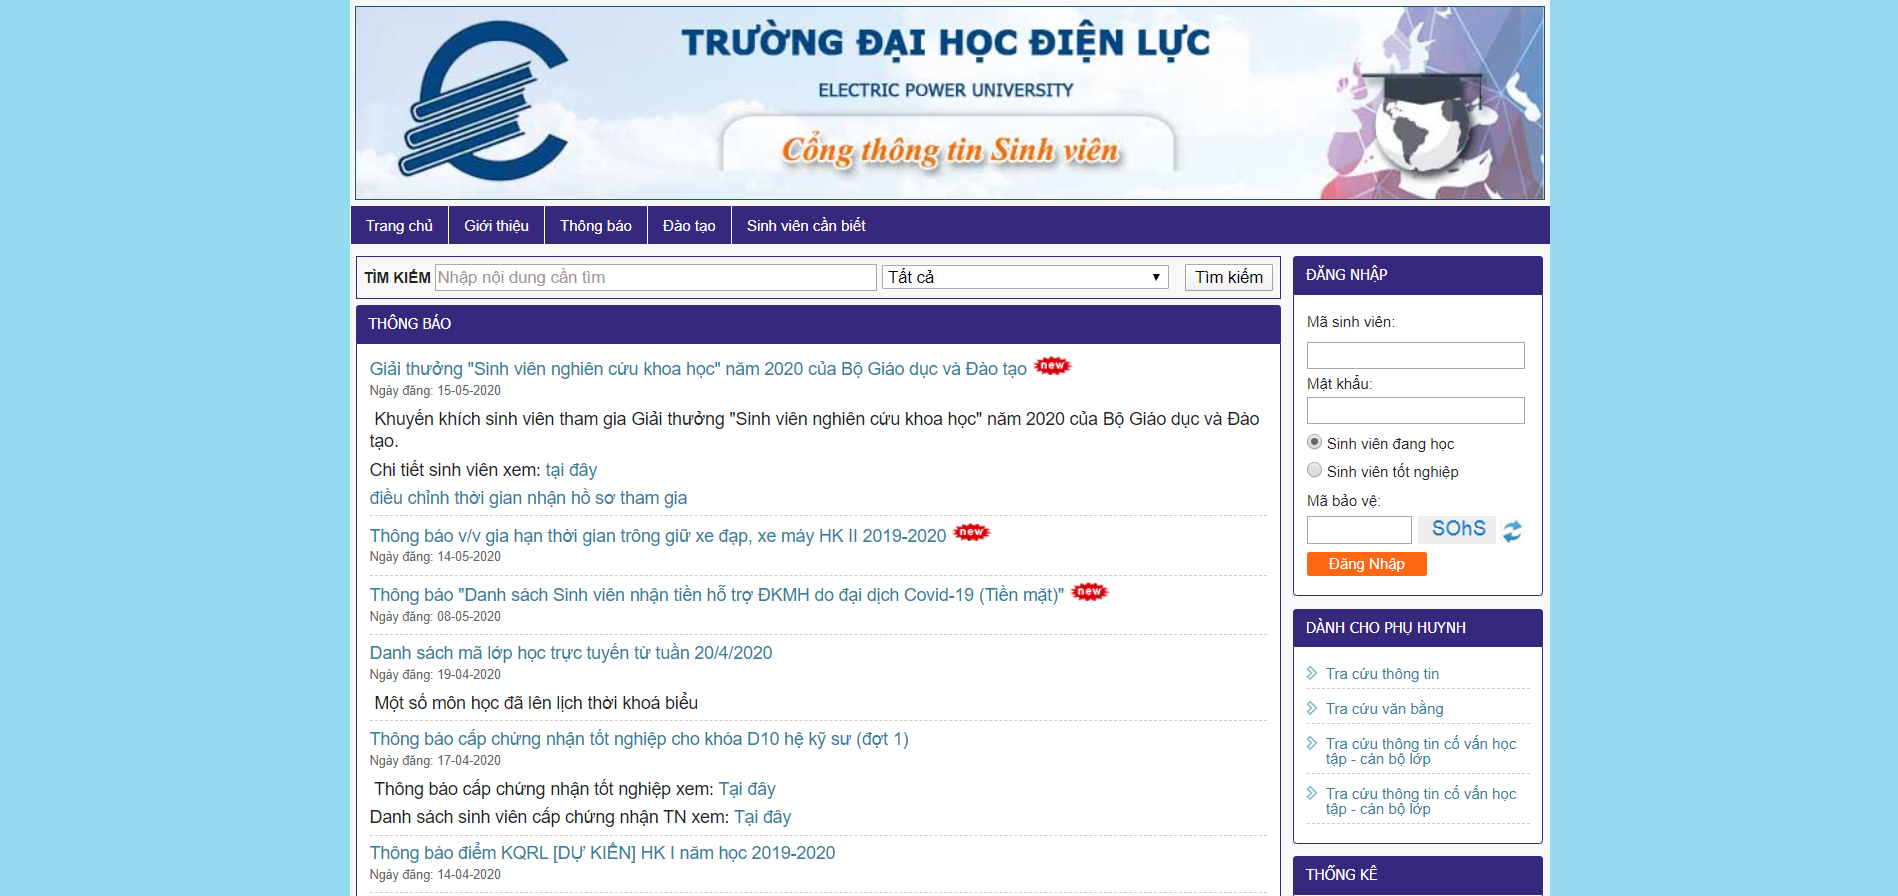 TRƯỜNG ĐẠI HỌC ĐIỆN LỰC
ELECTRIC POWER UNIVERSITY
Cổng thông tin Sinh viên
Trang chủ
Giới thiệu
Thông báo
Đào tạo
Sinh viên cần biết
TÌM KIẾM
Nhập nội dung cần tìm
Tất cả
Tìm kiếm
THÔNG BÁO
Giải thưởng "Sinh viên nghiên cứu khoa học" năm 2020 của Bộ Giáo dục và Đào tạo new
Ngày đăng: 15-05-2020
Khuyến khích sinh viên tham gia Giải thưởng "Sinh viên nghiên cứu khoa học" năm 2020 của Bộ Giáo dục và Đào
tạo.
Chi tiết sinh viên xem: tại đây
điều chỉnh thời gian nhận hồ sơ tham gia
Thông báo v/v gia hạn thời gian trông giữ xe đạp, xe máy HK II 2019-2020 new
Ngày đăng: 14-05-2020
Thông báo "Danh sách Sinh viên nhận tiền hỗ trợ ĐKMH do đại dịch Covid-19 (Tiền mặt)" new
Ngày đăng: 08-05-2020
Danh sách mã lớp học trực tuyến từ tuần 20/4/2020
Ngày đăng: 19-04-2020
Một số môn học đã lên lịch thời khoá biểu
Thông báo cấp chứng nhận tốt nghiệp cho khóa D10 hệ kỹ sư (đợt 1)
Ngày đăng: 17-04-2020
Thông báo cấp chứng nhận tốt nghiệp xem: Tại đây
Danh sách sinh viên cấp chứng nhận TN xem: Tại đây
Thông báo điểm KQRL [DỰ KIẾN] HK I năm học 2019-2020
Ngày đăng: 14-04-2020
ĐĂNG NHẬP
Mã sinh viên:
Mật khẩu:
Sinh viên đang học
Sinh viên tốt nghiệp
Mã bảo vệ:
SOhS
Đăng Nhập
DÀNH CHO PHỤ HUYNH
Tra cứu thông tin
Tra cứu văn bằng
Tra cứu thông tin cố vấn học
tập - cán bộ lớp
Tra cứu thông tin cố vấn học
tập - cán bộ lớp
THỐNG KÊ